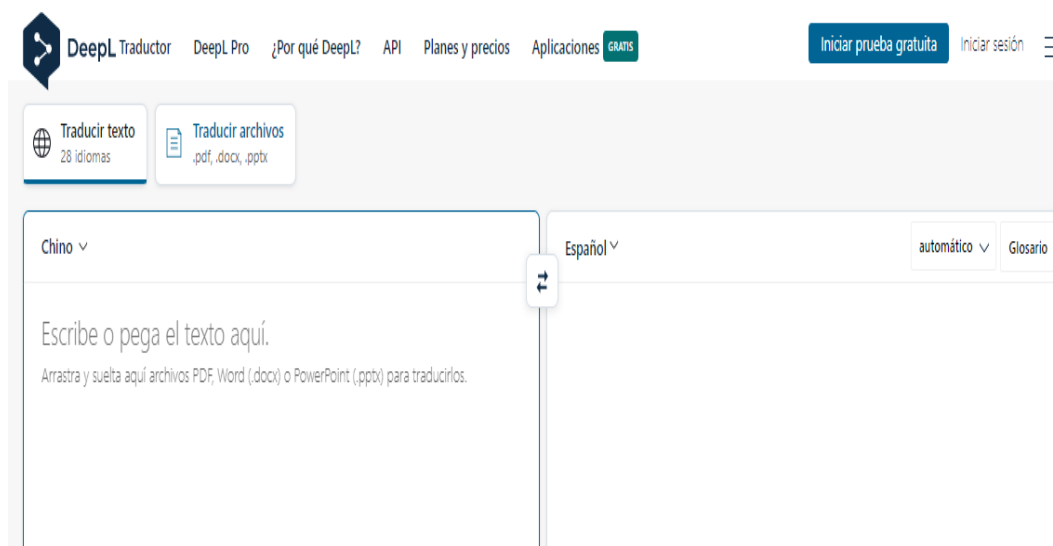 DeepL Traductor DeepL Pro ¿Por qué DeepL? API Planes y precios Aplicaciones GRATIS Iniciar prueba gratuita Iniciar sesión
Traducir texto
28 idiomas
Traducir archivos
.pdf, .docx, .pptx
Chino
Español automático Glosario
Escribe o pega el texto aquí.
Arrastra y suelta aquí archivos PDF, Word (.docx) o PowerPoint (.pptx) para traducirlos.